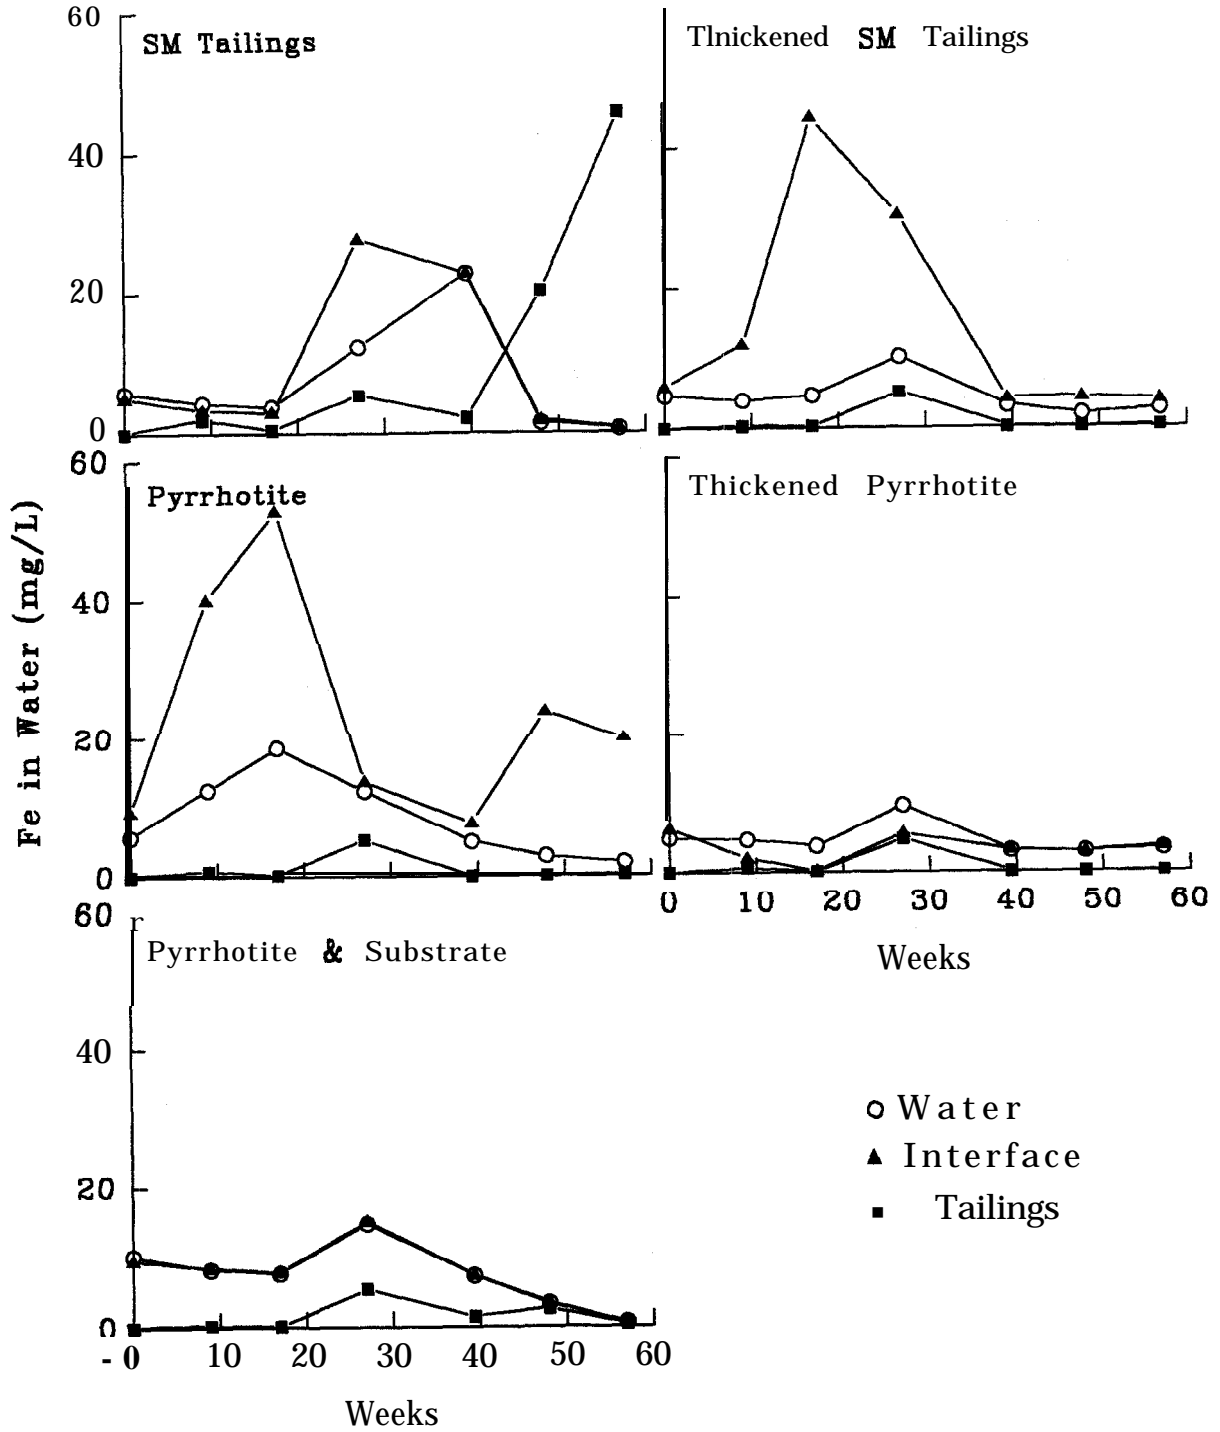 60
SM Tailings
Tlnickened SM Tailings
40
20
0
60
Pyrrhotite
Thickened Pyrrhotite
Fe in Water (mg/L)
40
20
0
0 10 20 30 40 50 60
Weeks
60 r
Pyrrhotite & Substrate
40
20
0
- 0 10 20 30 40 50 60
Weeks
Water
Interface
Tailings